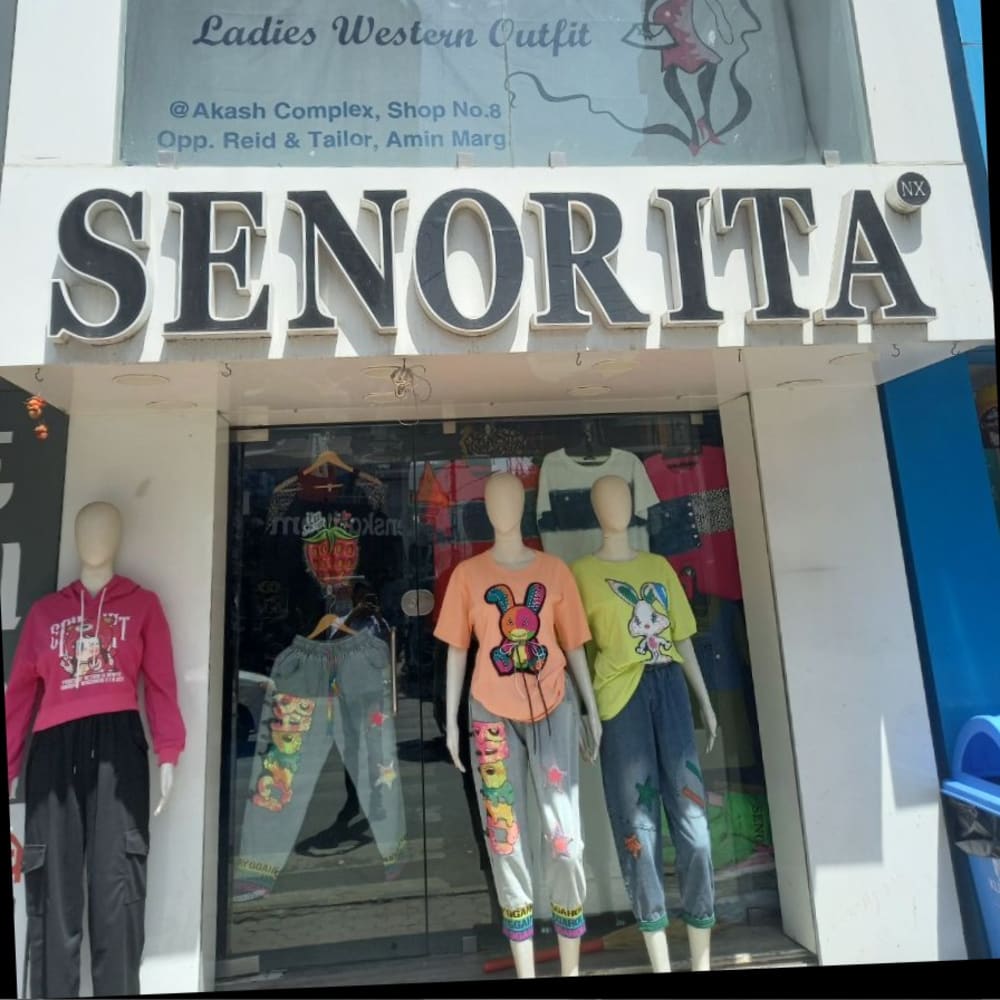 Ladies Western Outfit
@Akash Complex, Shop No.8
Opp. Reid & Tailor, Amin Marg
SENORITA
NX